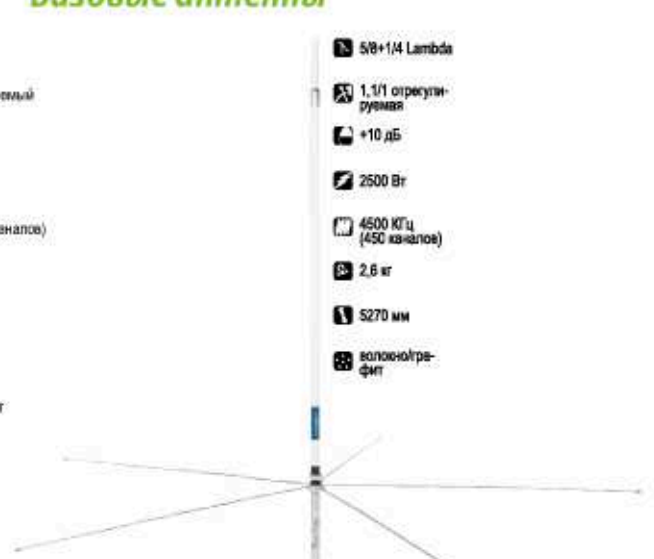 Базовые антенны
5/8+1/4 Lambda
1,1/1 отрегули-
руемая
+10 дБ
2500 Вт
4500 КГц
(450 каналов)
2,6 кг
5270 мм
волокно/гра-
фит